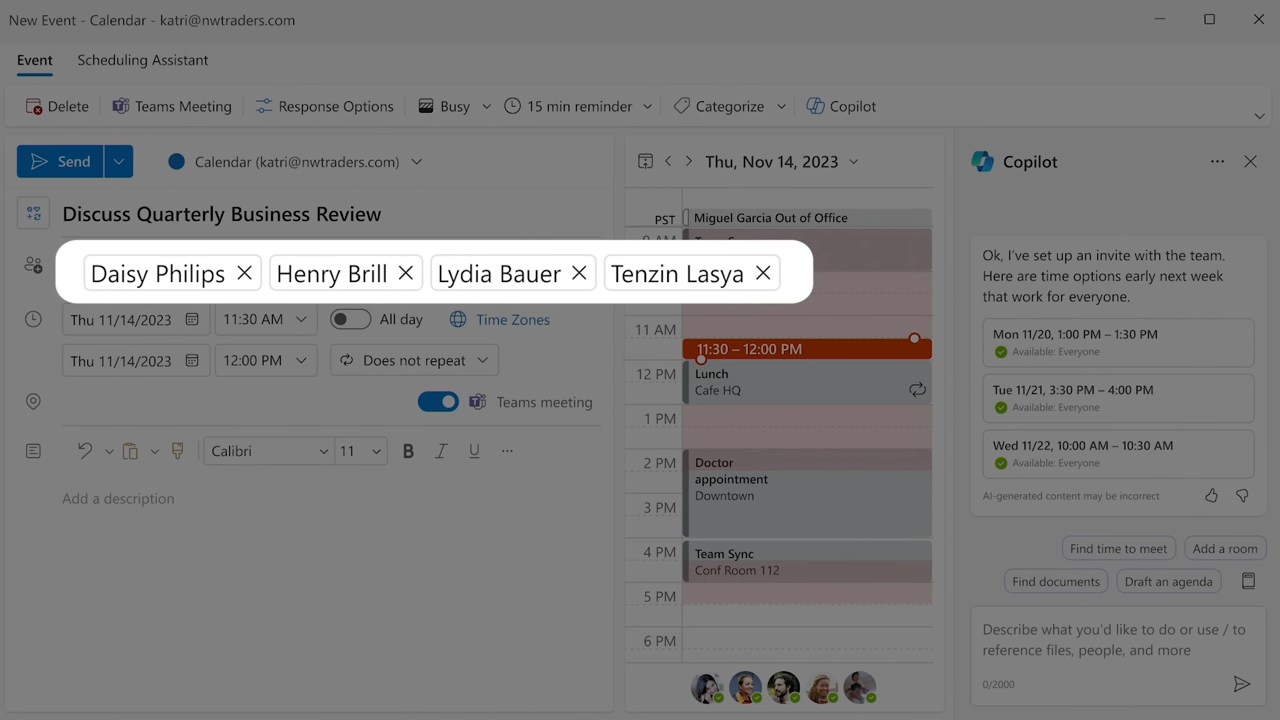 New Event - Calendar - katri@nwtraders.com
Event Scheduling Assistant
Delete Teams Meeting Response Options Busy 15 min reminder Categorize Copilot
Send Calendar (katri@nwtraders.com)
Discuss Quarterly Business Review
Daisy Philips Henry Brill Lydia Bauer Tenzin Lasya
Thu 11/14/2023 11:30 AM All day Time Zones
Thu 11/14/2023 12:00 PM Does not repeat
Teams meeting
Calibri 11 B I U ...
Add a description
Thu, Nov 14, 2023
PST Miguel Garcia Out of Office
11 AM
11:30 – 12:00 PM
12 PM Lunch
Cafe HQ
1 PM
2 PM Doctor
appointment
Downtown
3 PM
4 PM Team Sync
Conf Room 112
5 PM
6 PM
Copilot
Ok, I've set up an invite with the team.
Here are time options early next week
that work for everyone.
Mon 11/20, 1:00 PM – 1:30 PM
Available: Everyone
Tue 11/21, 3:30 PM – 4:00 PM
Available: Everyone
Wed 11/22, 10:00 AM – 10:30 AM
Available: Everyone
AI-generated content may be incorrect
Find time to meet Add a room
Find documents Draft an agenda
Describe what you'd like to do or use / to
reference files, people, and more
0/2000